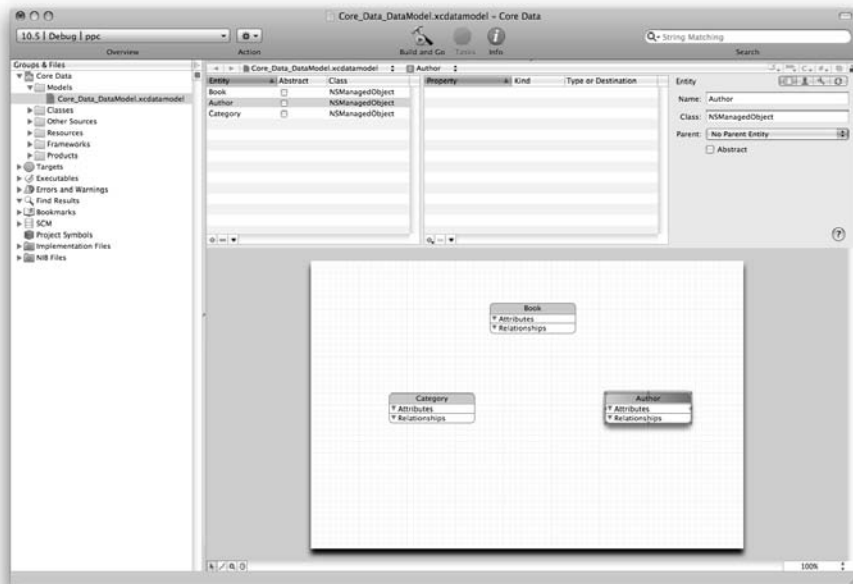 Core_Data_DataModel.xcdatamodel – Core Data
10.5 | Debug | ppc
String Matching
Overview
Action
Build and Go
Tasks
Info
Search
Groups & Files
Core Data
Models
Core_Data_DataModel.xcdatamodel
Classes
Other Sources
Resources
Frameworks
Products
Targets
Executables
Errors and Warnings
Find Results
Bookmarks
SCM
Project Symbols
Implementation Files
NIB Files
Core_Data_DataModel.xcdatamodel
Author
Entity Abstract Class
Book NSManagedObject
Author NSManagedObject
Category NSManagedObject
Property Kind Type or Destination
Entity
Name: Author
Class: NSManagedObject
Parent: No Parent Entity
Abstract
?
Book
Attributes
Relationships
Category
Attributes
Relationships
Author
Attributes
Relationships
100%